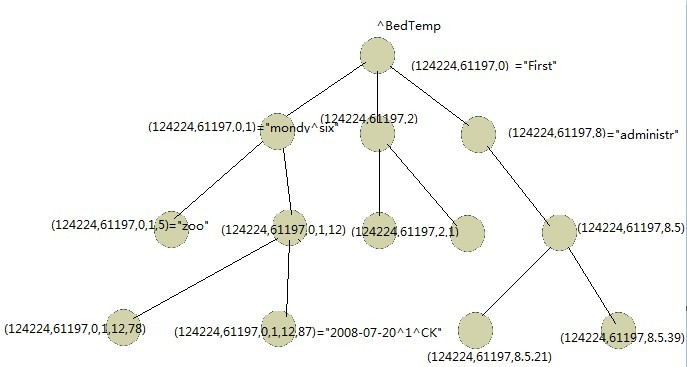 ^BedTemp
(124224,61197,0) ="First"
(124224,61197,0,1)="mondy^six"
(124224,61197,2)
(124224,61197,8)="administr"
(124224,61197,0,1,5)="zoo"
(124224,61197,0,1,12)
(124224,61197,2,1)
(124224,61197,8.5)
(124224,61197,0,1,12,78)
(124224,61197,0,1,12,87)="2008-07-20^1^CK"
(124224,61197,8.5.21)
(124224,61197,8.5.39)